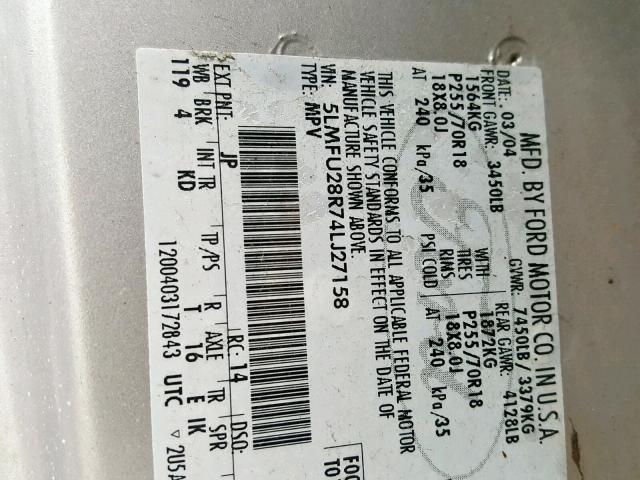 MFD. BY FORD MOTOR CO. IN U.S.A.
DATE: 03/04 GVWR: 7450LB / 3379KG
FRONT GAWR: 3450LB REAR GAWR: 4128LB
1564KG WITH 1872KG
P255/70R18 TIRES P255/70R18
18X8.0J RIMS 18X8.0J
AT 240 kPa/35 PSI COLD AT 240 kPa/35
THIS VEHICLE CONFORMS TO ALL APPLICABLE FEDERAL MOTOR
VEHICLE SAFETY STANDARDS IN EFFECT ON THE DATE OF
MANUFACTURE SHOWN ABOVE.
VIN: 5LMFU28R74LJ27158
TYPE: MPV
EXT PNT: JP RC: 14 DSO:
WB BRK INT TR TP/PS R AXLE TR SPR
119 4 KD T 16 E IK
1200403172843 UTC
FOC
TO